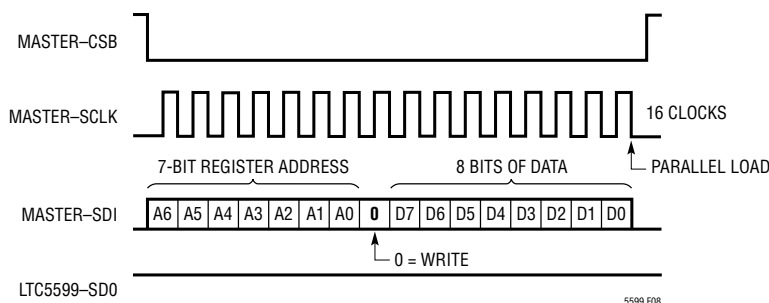 MASTER–CSB
MASTER–SCLK
16 CLOCKS
7-BIT REGISTER ADDRESS
8 BITS OF DATA
PARALLEL LOAD
MASTER–SDI
A6 A5 A4 A3 A2 A1 A0 0 D7 D6 D5 D4 D3 D2 D1 D0
0 = WRITE
LTC5599–SD0
5599 F08